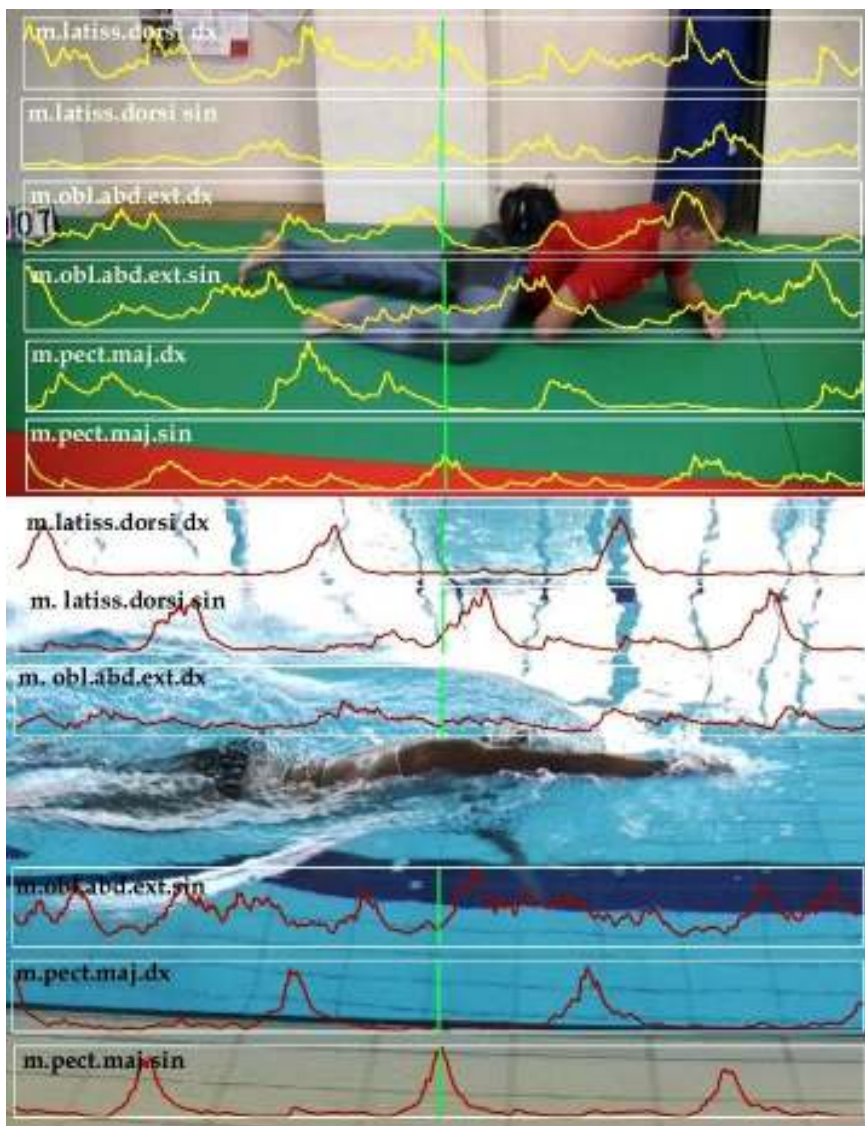 m.latiss.dorsi dx
m.latiss.dorsi sin
m.obl.abd.ext.dx
07
m.obl.abd.ext.sin
m.pect.maj.dx
m.pect.maj.sin
m.latiss.dorsi dx
m. latiss.dorsi sin
m. obl.abd.ext.dx
m.obl.abd.ext.sin
m.pect.maj.dx
m.pect.maj.sin